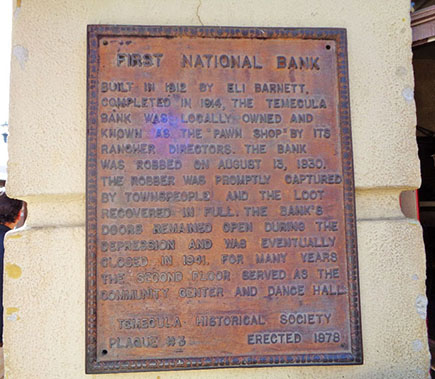 FIRST NATIONAL BANK
BUILT IN 1912 BY ELI BARNETT.
COMPLETED IN 1914, THE TEMECULA
BANK WAS LOCALLY OWNED AND
KNOWN AS THE "PAWN SHOP" BY ITS
RANCHER DIRECTORS. THE BANK
WAS ROBBED ON AUGUST 13, 1930.
THE ROBBER WAS PROMPTLY CAPTURED
BY TOWNSPEOPLE AND THE LOOT
RECOVERED IN FULL. THE BANK'S
DOORS REMAINED OPEN DURING THE
DEPRESSION AND WAS EVENTUALLY
CLOSED IN 1941. FOR MANY YEARS
THE SECOND FLOOR SERVED AS THE
COMMUNITY CENTER AND DANCE HALL
TEMECULA HISTORICAL SOCIETY
PLAQUE #3 ERECTED 1978